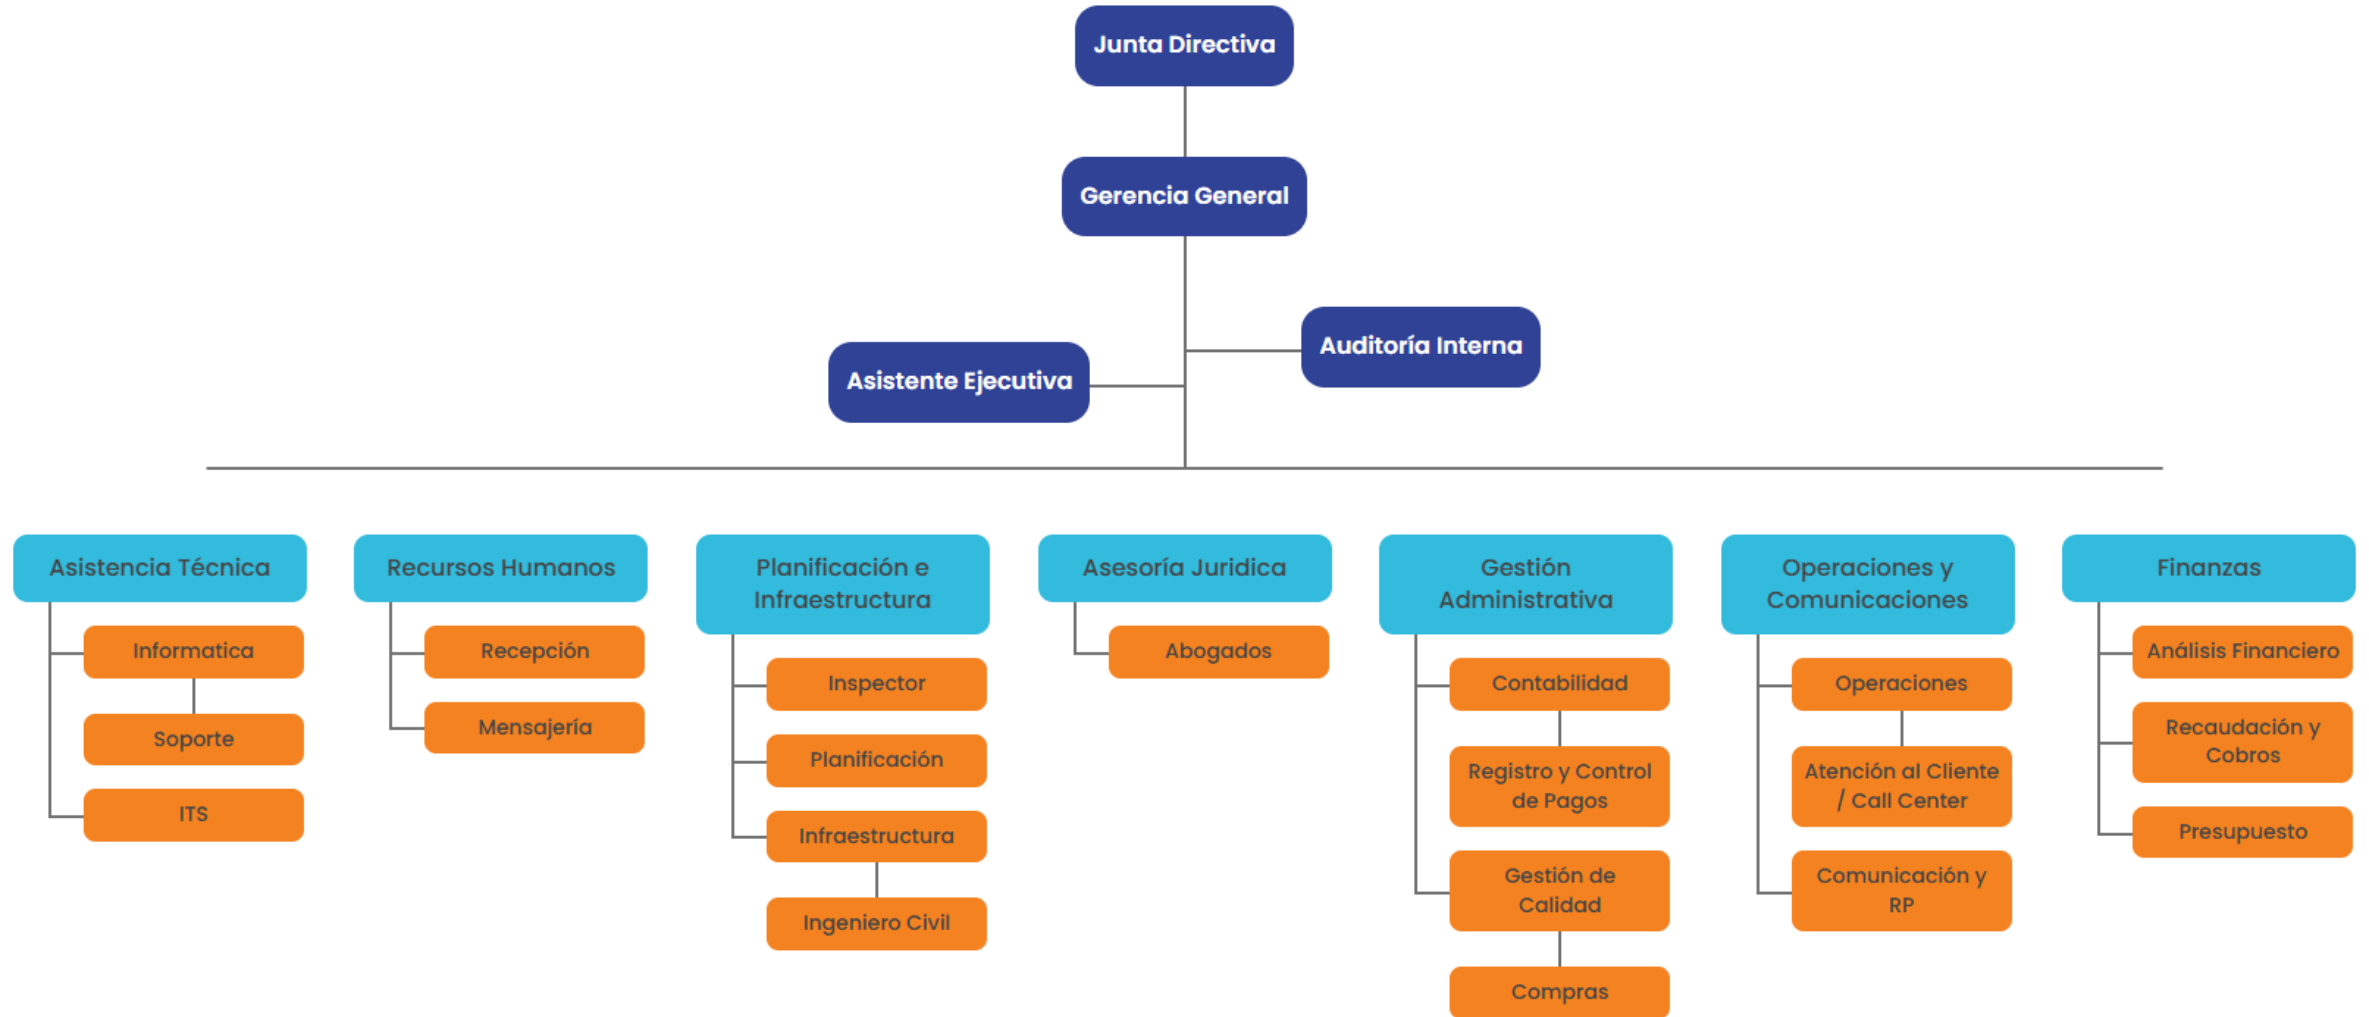 Junta Directiva
Gerencia General
Auditoría Interna
Asistente Ejecutiva
Asistencia Técnica
Informatica
Soporte
ITS
Recursos Humanos
Recepción
Mensajería
Planificación e
Infraestructura
Inspector
Planificación
Infraestructura
Ingeniero Civil
Asesoría Juridica
Abogados
Gestión
Administrativa
Contabilidad
Registro y Control
de Pagos
Gestión de
Calidad
Compras
Operaciones y
Comunicaciones
Operaciones
Atención al Cliente
/ Call Center
Comunicación y
RP
Finanzas
Análisis Financiero
Recaudación y
Cobros
Presupuesto